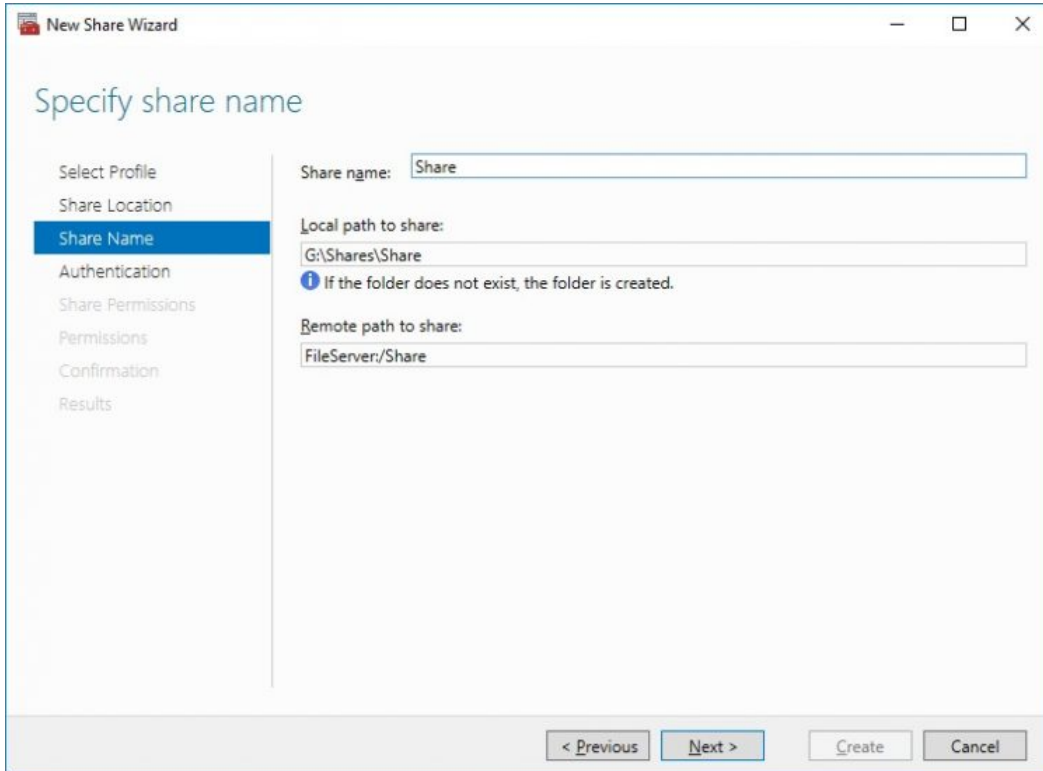 New Share Wizard
Specify share name
Select Profile
Share Location
Share Name
Authentication
Share Permissions
Permissions
Confirmation
Results
Share name: Share
Local path to share:
G:\Shares\Share
If the folder does not exist, the folder is created.
Remote path to share:
FileServer:/Share
< Previous Next > Create Cancel